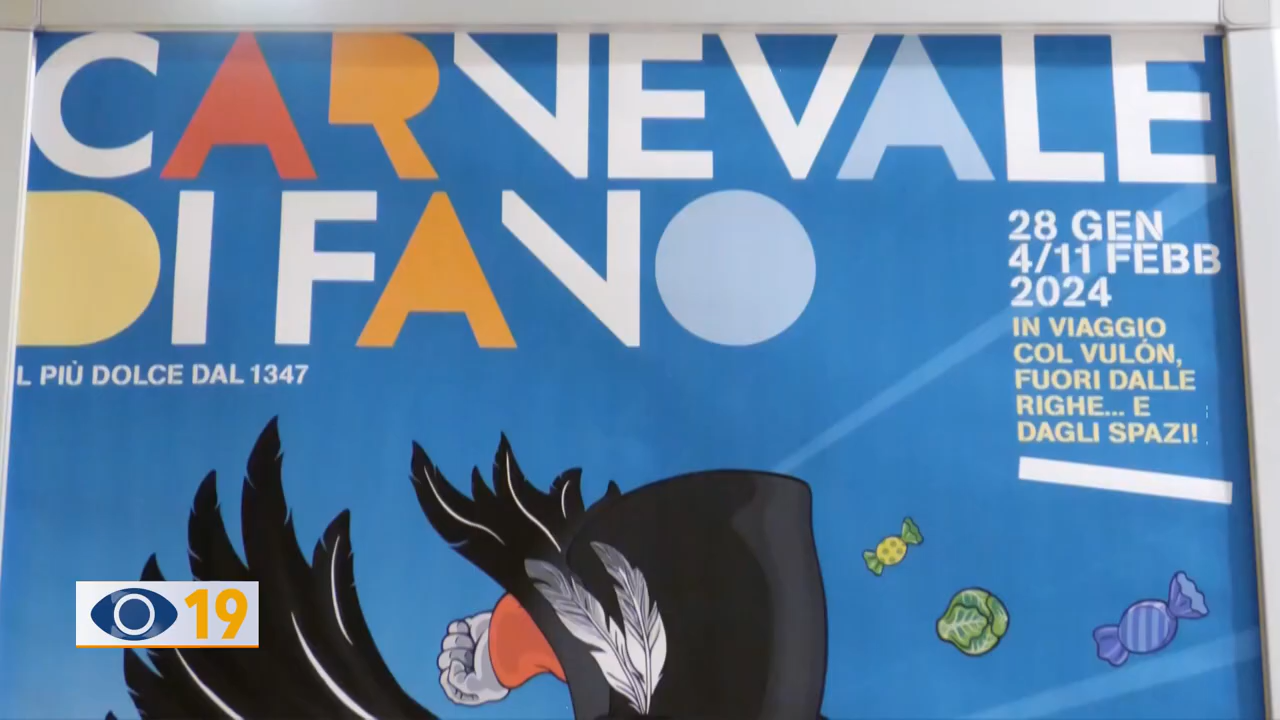 CARNEVALE
DI FANO
28 GEN
4/11 FEBB
2024
IN VIAGGIO
COL VULÓN,
FUORI DALLE
RIGHE... E
DAGLI SPAZI!
L PIÙ DOLCE DAL 1347
19